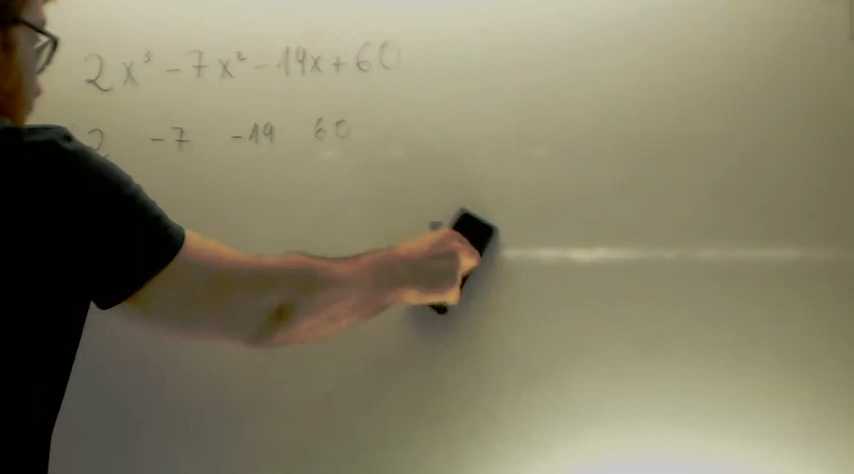 2x³ - 7x² - 19x + 60
2 -7 -19 60